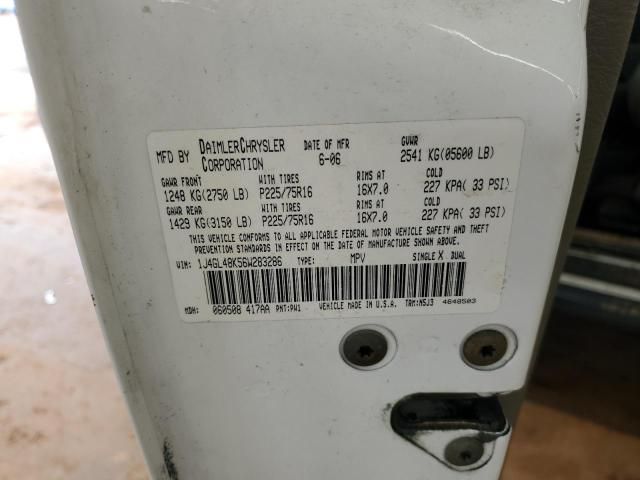 MFD BY DAIMLERCHRYSLER CORPORATION DATE OF MFR 6-06 GVWR 2541 KG(05600 LB)
GAWR FRONT WITH TIRES RIMS AT COLD
1248 KG(2750 LB) P225/75R16 16X7.0 227 KPA( 33 PSI)
GAWR REAR WITH TIRES RIMS AT COLD
1429 KG(3150 LB) P225/75R16 16X7.0 227 KPA( 33 PSI)
THIS VEHICLE CONFORMS TO ALL APPLICABLE FEDERAL MOTOR VEHICLE SAFETY AND THEFT
PREVENTION STANDARDS IN EFFECT ON THE DATE OF MANUFACTURE SHOWN ABOVE.
VIN: 1J4GL48K56W283286 TYPE: MPV SINGLE X DUAL
MDH: 060508 417AA PNT:PW1 VEHICLE MADE IN U.S.A. TRM:N5J3 4648503